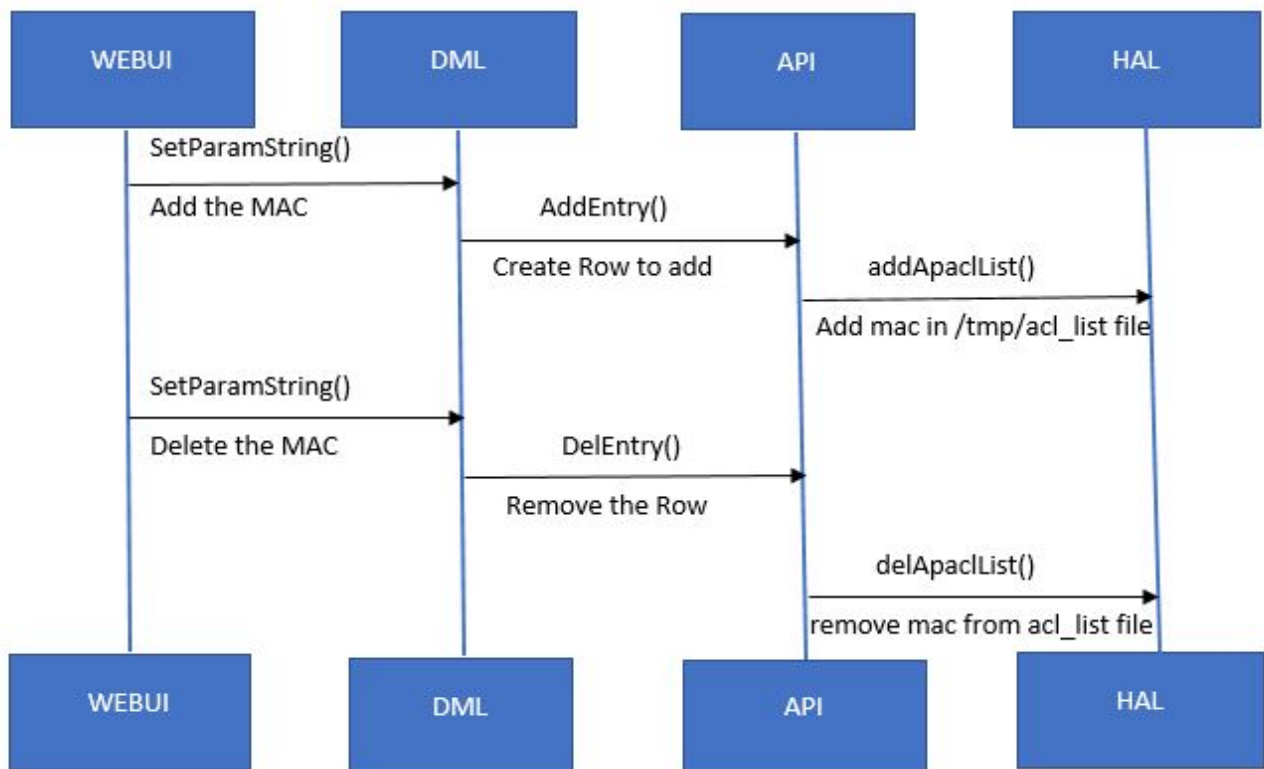 WEBUI
DML
API
HAL
SetParamString()
Add the MAC
AddEntry()
Create Row to add
addApaclList()
Add mac in /tmp/acl_list file
SetParamString()
Delete the MAC
DelEntry()
Remove the Row
delApaclList()
remove mac from acl_list file
WEBUI
DML
API
HAL